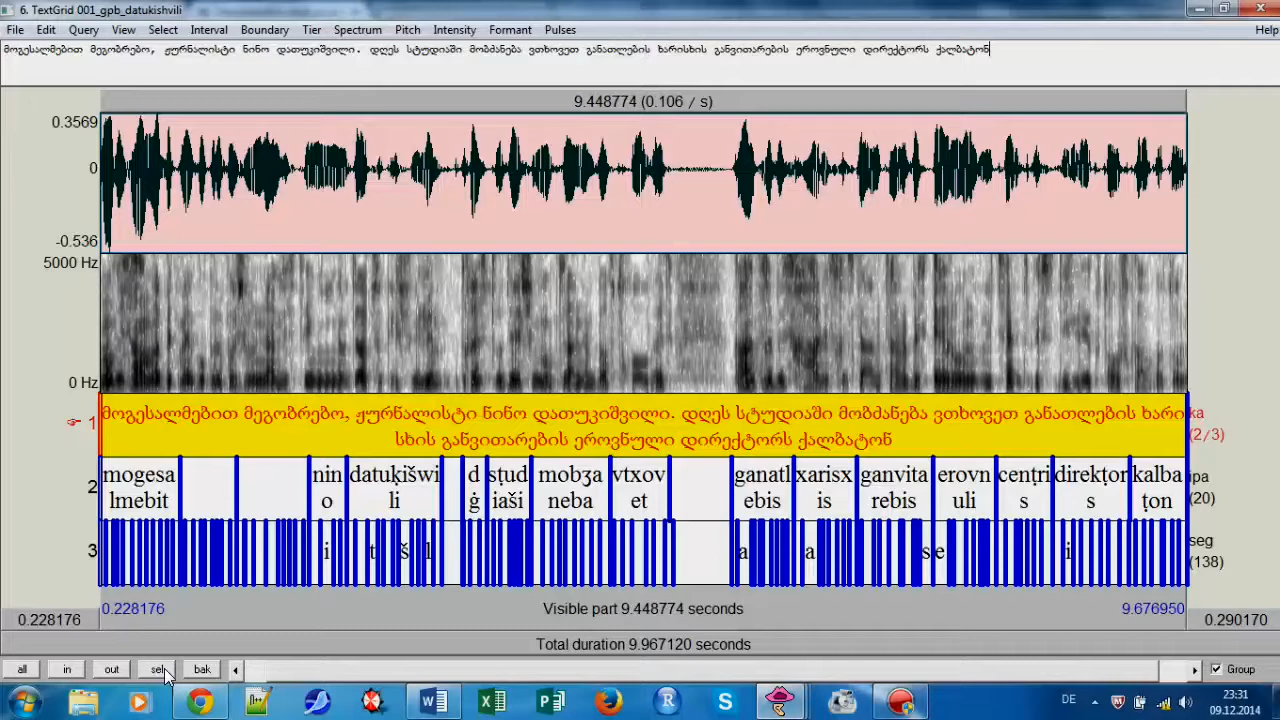 6. TextGrid 001_gpb_datukishvili
File Edit Query View Select Interval Boundary Tier Spectrum Pitch Intensity Formant Pulses Help
მოგესალმებით მეგობრებო, ჟურნალისტი ნინო დათუკიშვილი. დღეს სტუდიაში მობძანება ვთხოვეთ განათლების ხარისხის განვითარების ეროვნული დირექტორს ქალბატონ
9.448774 (0.106 / s)
0.3569
0
-0.536
5000 Hz
0 Hz
1 მოგესალმებით მეგობრებო, ჟურნალისტი ნინო დათუკიშვილი. დღეს სტუდიაში მობძანება ვთხოვეთ განათლების ხარი ka
სხის განვითარების ეროვნული დირექტორს ქალბატონ (2/3)
2 mogesa nin datuḳišwi d ṣṭud mobʒa vtxov ganatl xarisx ganvita erovn cenṭri direkṭor kalba ipa
lmebit o li ġ iaši neba et ebis is rebis uli s s ṭon (20)
3 i t š l a a s e i seg
(138)
0.228176 Visible part 9.448774 seconds 9.676950
0.228176 0.290170
Total duration 9.967120 seconds
all in out sel bak Group
DE 23:31
09.12.2014